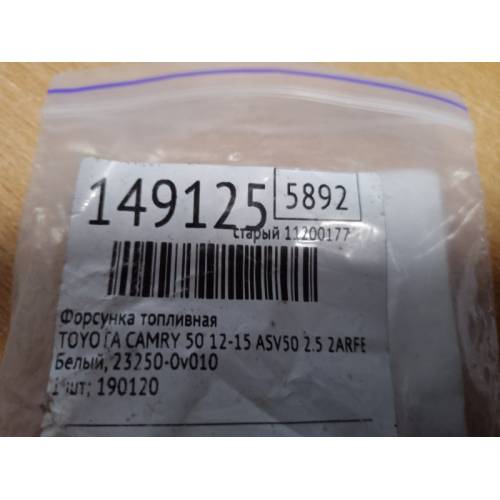 149125 5892
старый 11200177
Форсунка топливная
TOYOTA CAMRY 50 12-15 ASV50 2.5 2ARFE
Белый, 23250-0v010
1 шт; 190120